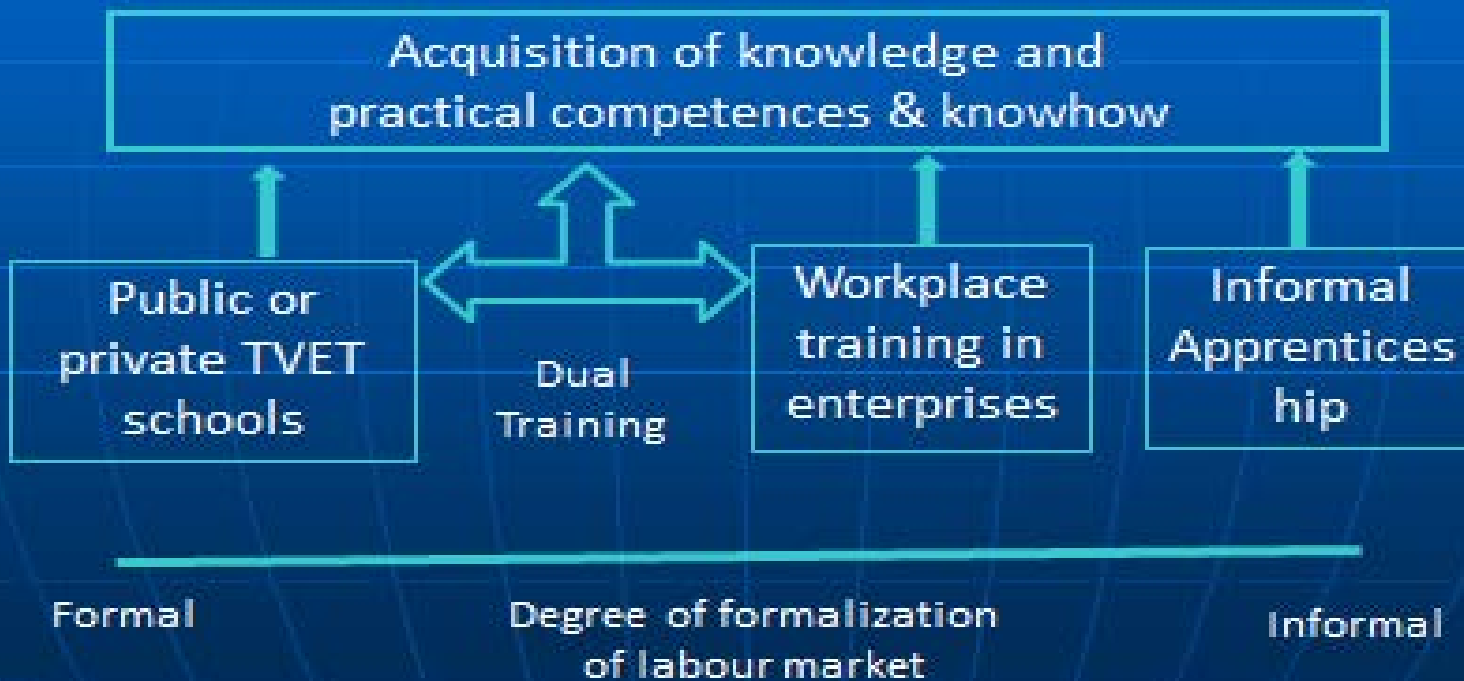 Acquisition of knowledge and
practical competences & knowhow
Public or
private TVET
schools
Dual
Training
Workplace
training in
enterprises
Informal
Apprentices
hip
Formal
Degree of formalization
of labour market
Informal